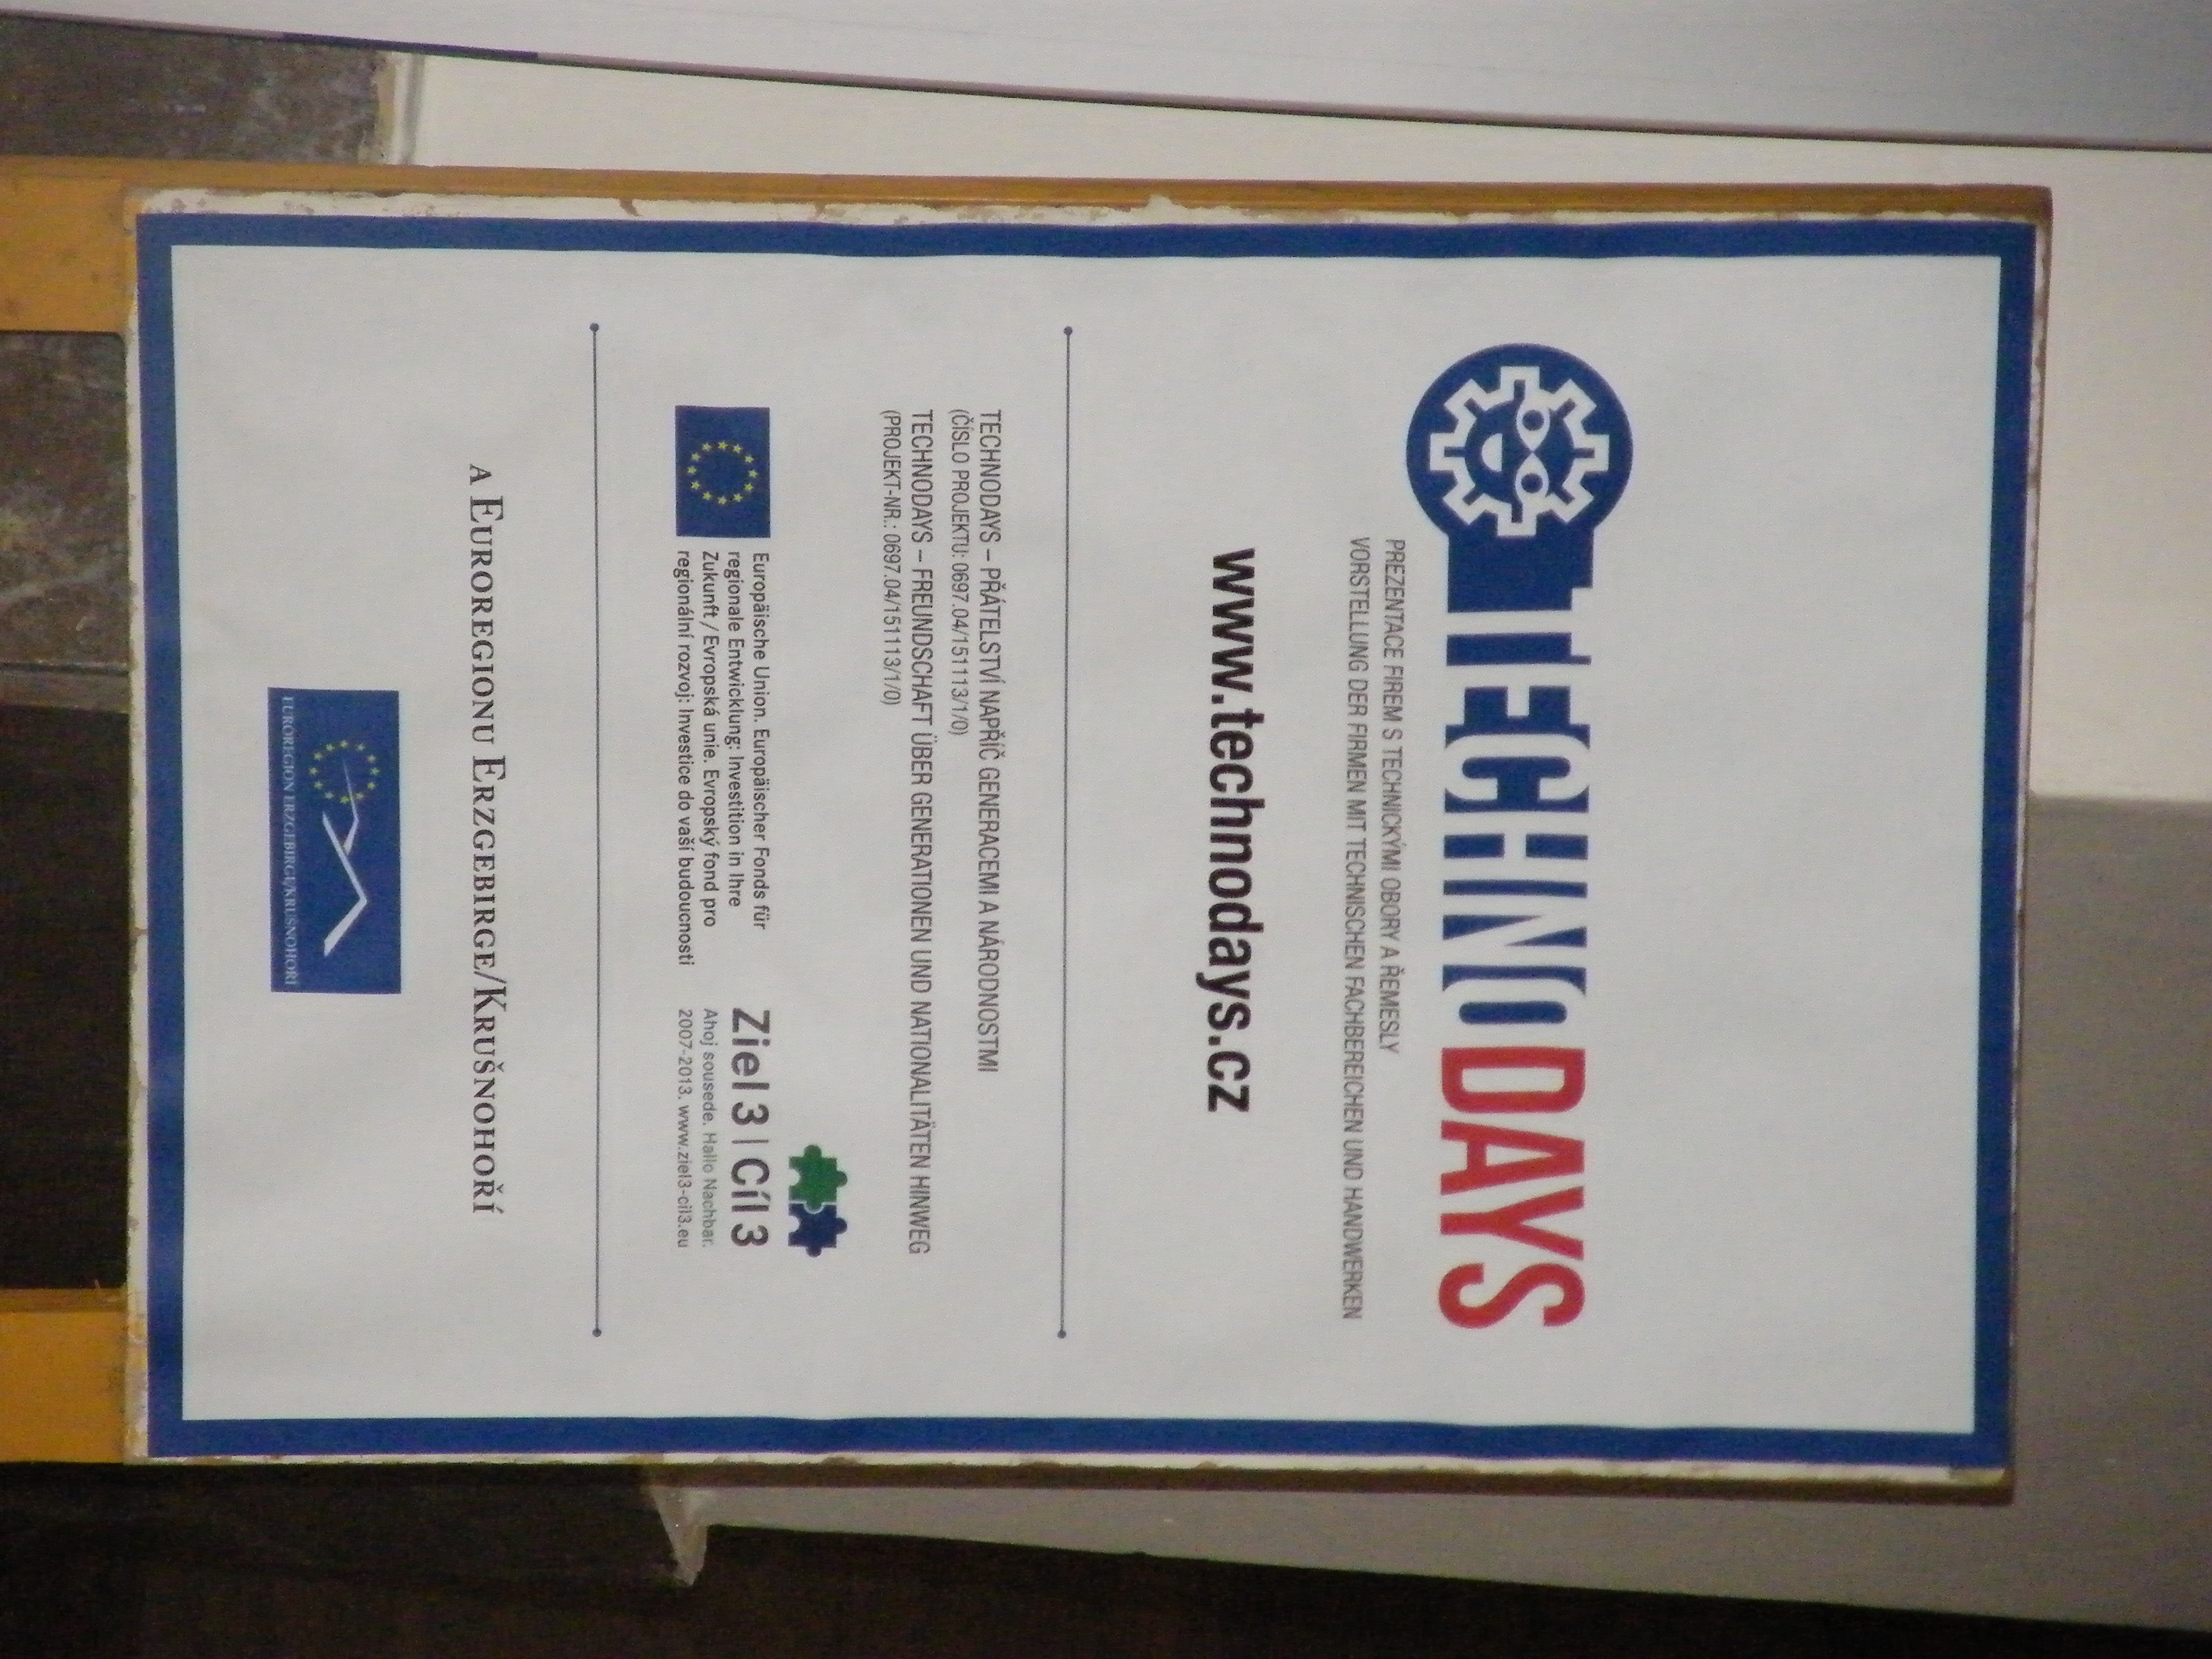 TECHNODAYS
PREZENTACE FIREM S TECHNICKÝMI OBORY A ŘEMESLY
VORSTELLUNG DER FIRMEN MIT TECHNISCHEN FACHBEREICHEN UND HANDWERKEN
www.technodays.cz
TECHNODAYS – PŘÁTELSTVÍ NAPŘÍČ GENERACEMI A NÁRODNOSTMI
(ČÍSLO PROJEKTU: 0697.04/15113/1/0)
TECHNODAYS – FREUNDSCHAFT ÜBER GENERATIONEN UND NATIONALITÄTEN HINWEG
(PROJEKT-NR.: 0697.04/15113/1/0)
Europäische Union. Europäischer Fonds für
regionale Entwicklung: Investition in Ihre
Zukunft / Evropská unie. Evropský fond pro
regionální rozvoj: Investice do vaší budoucnosti
Ziel 3 | Cíl 3
Ahoj sousede. Hallo Nachbar.
2007-2013. www.ziel3-cil3.eu
A EUROREGIONU ERZGEBIRGE/KRUŠNOHOŘÍ
EUROREGION ERZGEBIRGE/KRUŠNOHOŘÍ